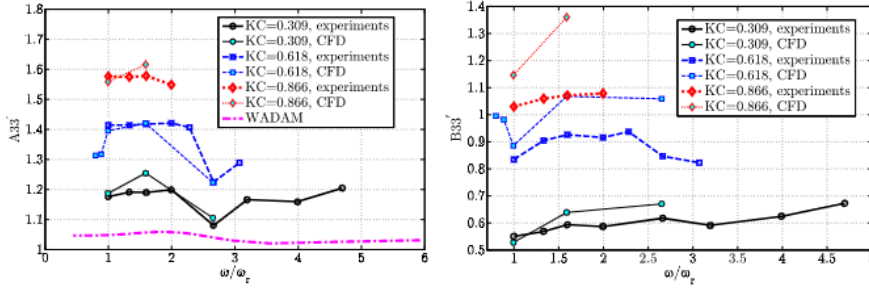 KC=0.309, experiments
KC=0.309, CFD
KC=0.618, experiments
KC=0.618, CFD
KC=0.866, experiments
KC=0.866, CFD
WADAM
A33'
1.8
1.7
1.6
1.5
1.4
1.3
1.2
1.1
1
0 1 2 3 4 5 6
ω/ω_r
KC=0.309, experiments
KC=0.309, CFD
KC=0.618, experiments
KC=0.618, CFD
KC=0.866, experiments
KC=0.866, CFD
B33'
1.4
1.3
1.2
1.1
1
0.9
0.8
0.7
0.6
0.5
1 1.5 2 2.5 3 3.5 4 4.5 5
ω/ω_r